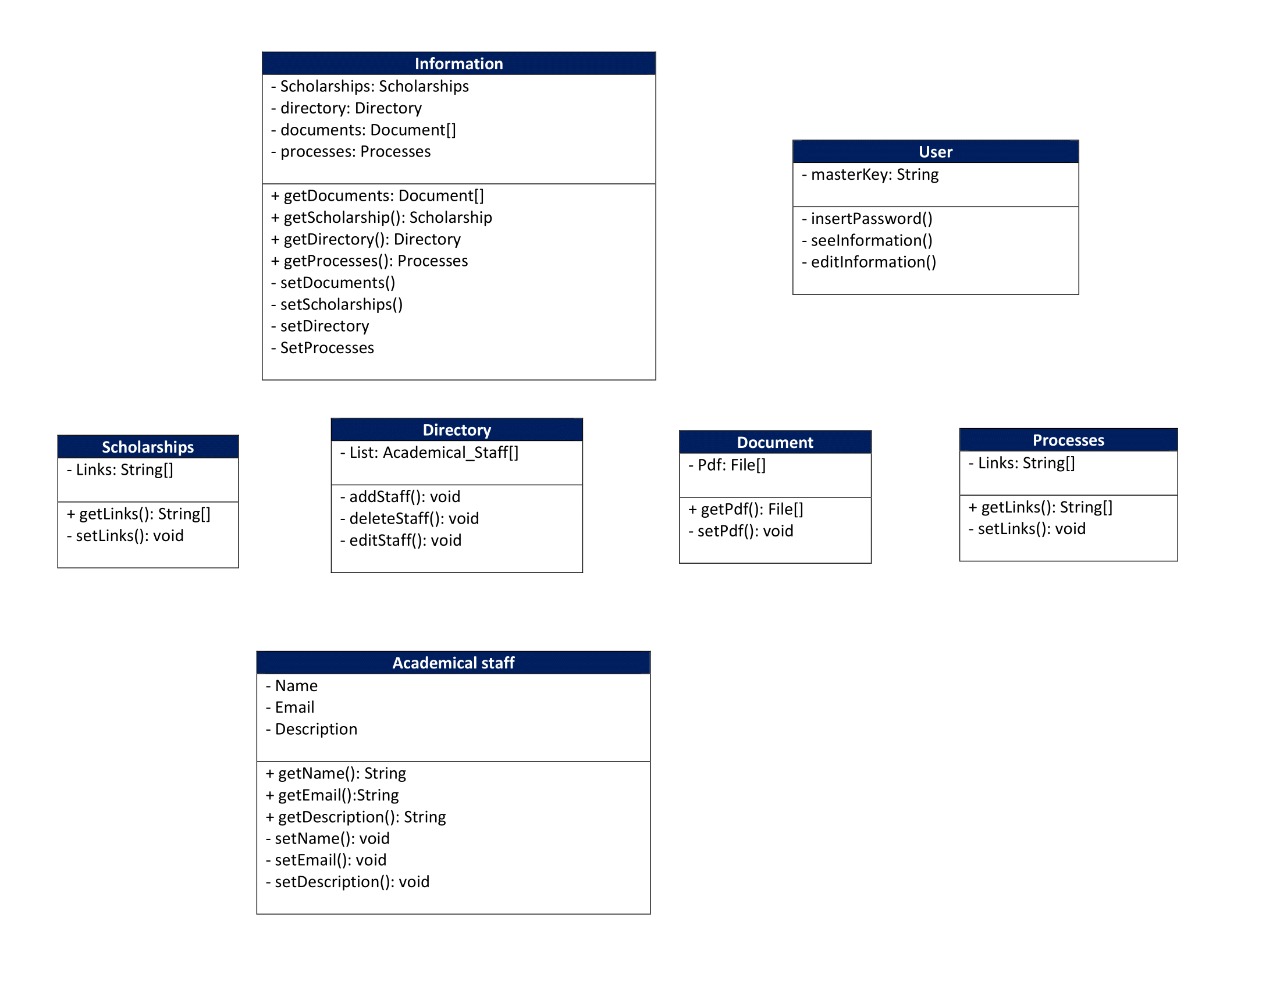 Information
- Scholarships: Scholarships
- directory: Directory
- documents: Document[]
- processes: Processes
+ getDocuments: Document[]
+ getScholarship(): Scholarship
+ getDirectory(): Directory
+ getProcesses(): Processes
- setDocuments()
- setScholarships()
- setDirectory
- SetProcesses
User
- masterKey: String
- insertPassword()
- seeInformation()
- editInformation()
Scholarships
- Links: String[]
+ getLinks(): String[]
- setLinks(): void
Directory
- List: Academical_Staff[]
- addStaff(): void
- deleteStaff(): void
- editStaff(): void
Document
- Pdf: File[]
+ getPdf(): File[]
- setPdf(): void
Processes
- Links: String[]
+ getLinks(): String[]
- setLinks(): void
Academical staff
- Name
- Email
- Description
+ getName(): String
+ getEmail():String
+ getDescription(): String
- setName(): void
- setEmail(): void
- setDescription(): void